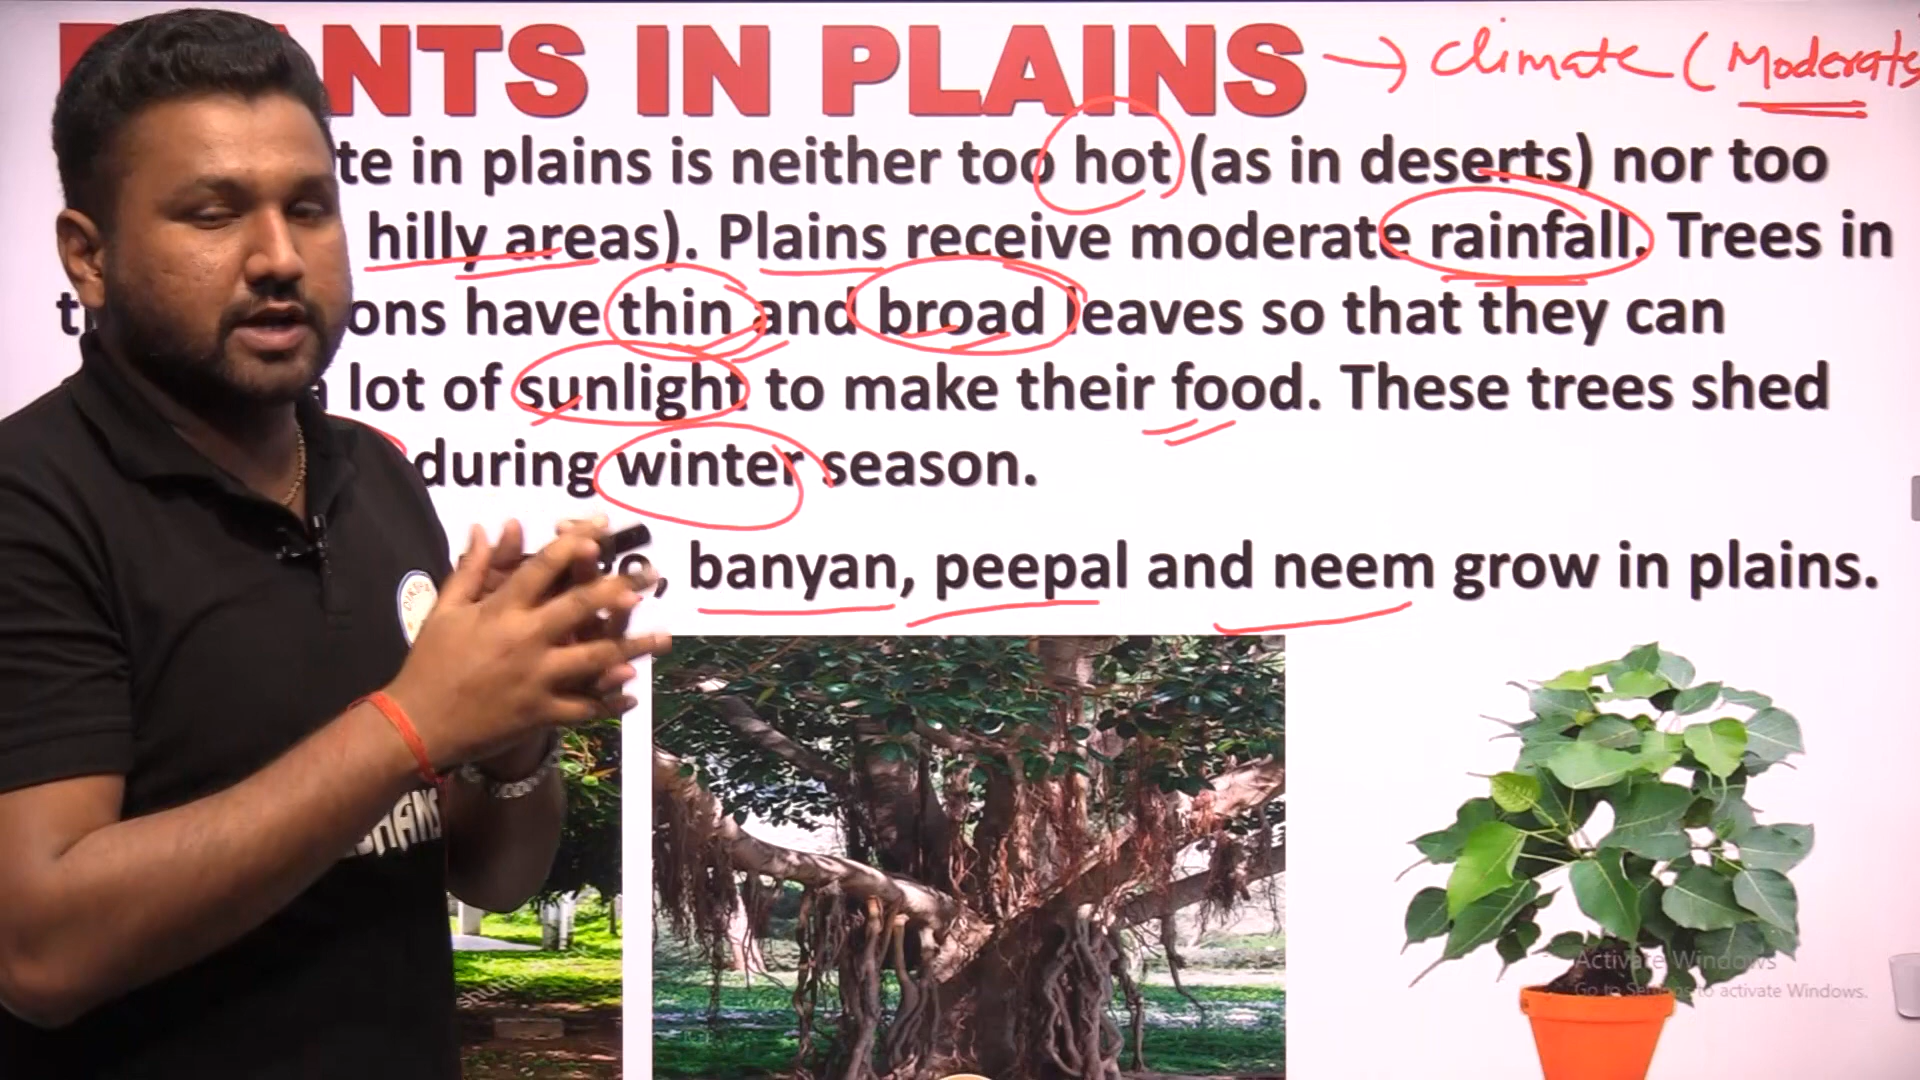 PLANTS IN PLAINS → climate (Moderate
te in plains is neither too hot (as in deserts) nor too
hilly areas). Plains receive moderate rainfall. Trees in
ons have thin and broad leaves so that they can
lot of sunlight to make their food. These trees shed
during winter season.
go, banyan, peepal and neem grow in plains.
Activate Windows
Go to Settings to activate Windows.